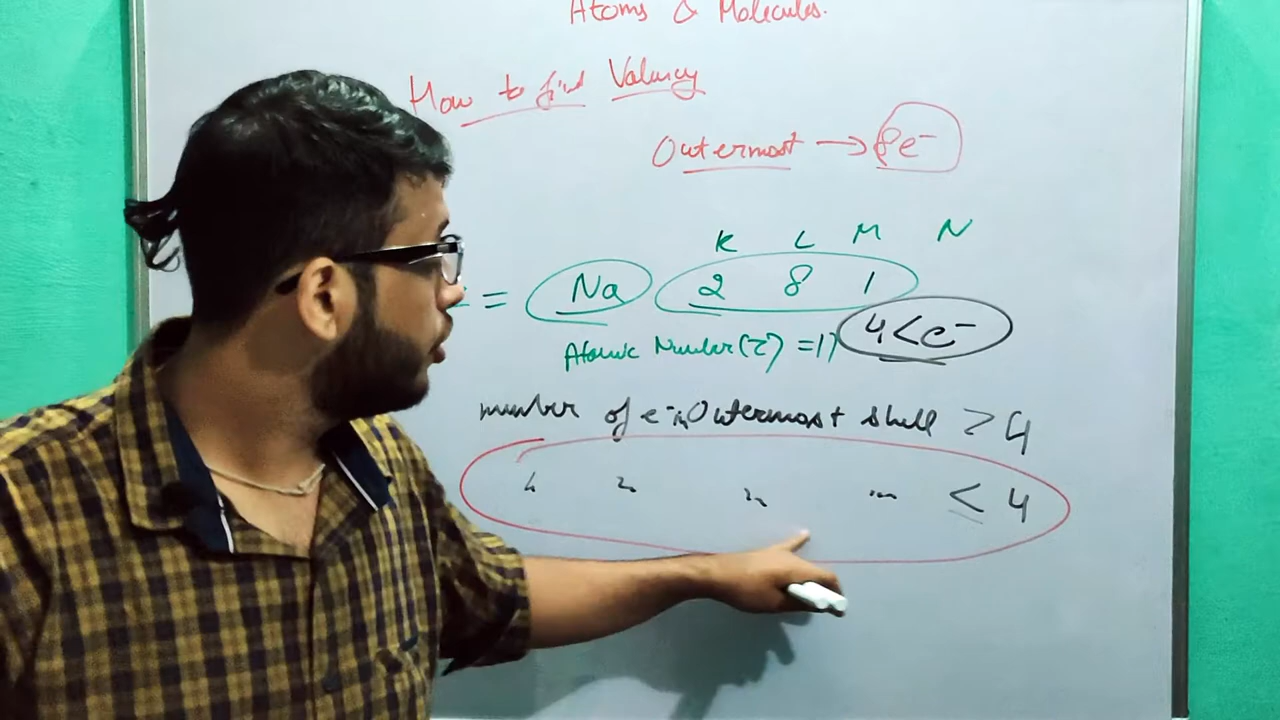 Atoms & Molecules.
How to find Valency
Outermost → 8e⁻
K L M N
= Na 2 8 1
Atomic Number(Z) = 11
4<e⁻
number of e⁻ in Outermost shell > 4
" " " " ≤ 4